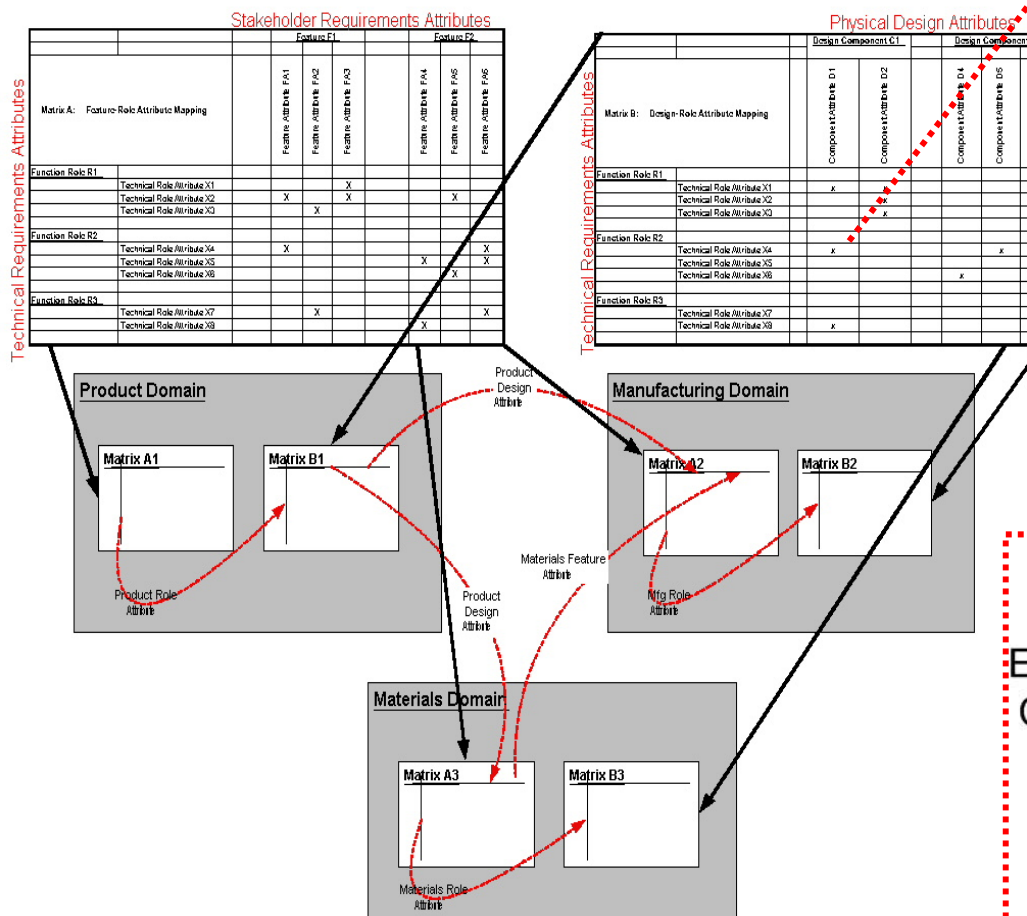 Stakeholder Requirements Attributes
Technical Requirements Attributes
Feature F1
Feature F2
Matrix A: Feature-Role Attribute Mapping
Feature Attribute FA1
Feature Attribute FA2
Feature Attribute FA3
Feature Attribute FA4
Feature Attribute FA5
Feature Attribute FA6
Function Role R1
Technical Role Attribute X1 X
Technical Role Attribute X2 X X X
Technical Role Attribute X3 X
Function Role R2
Technical Role Attribute X4 X X
Technical Role Attribute X5 X X
Technical Role Attribute X6 X
Function Role R3
Technical Role Attribute X7 X X
Technical Role Attribute X8 X
Physical Design Attributes
Technical Requirements Attributes
Design Component C1
Design Component
Matrix B: Design-Role Attribute Mapping
Component Attribute D1
Component Attribute D2
Component Attribute D4
Component Attribute D5
Function Role R1
Technical Role Attribute X1 x x
Technical Role Attribute X2 x
Technical Role Attribute X3 x
Function Role R2
Technical Role Attribute X4 x x
Technical Role Attribute X5
Technical Role Attribute X6 x
Function Role R3
Technical Role Attribute X7
Technical Role Attribute X8 x
Product Domain
Matrix A1
Matrix B1
Product Role
Attribute
Product
Design
Attribute
Manufacturing Domain
Matrix A2
Matrix B2
Mfg Role
Attribute
Materials Feature
Attribute
Product
Design
Attribute
Materials Domain
Matrix A3
Matrix B3
Materials Role
Attribute